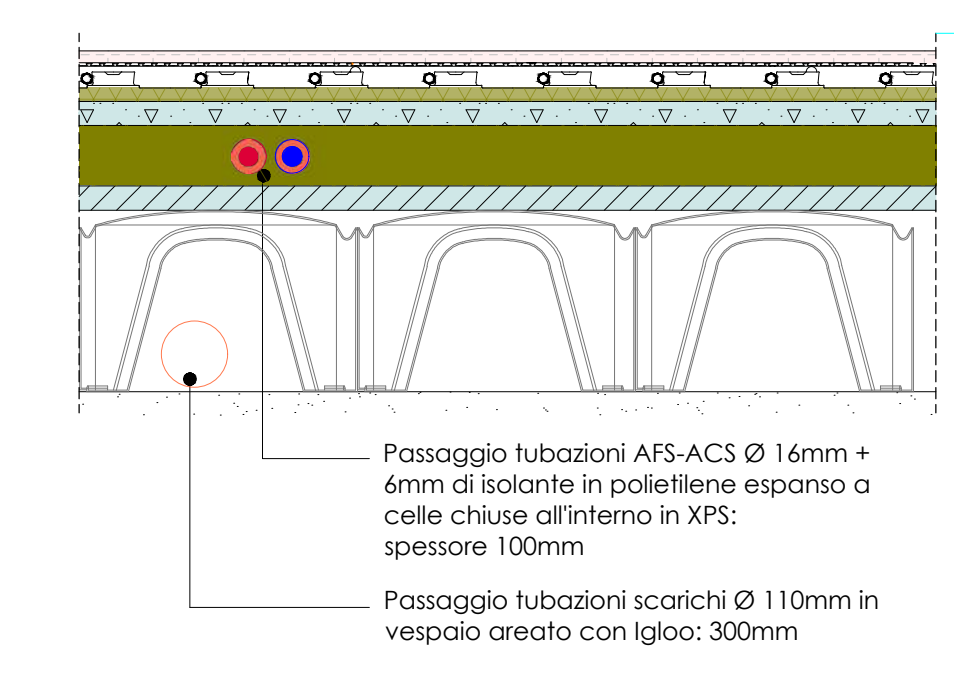 Passaggio tubazioni AFS-ACS Ø 16mm +
6mm di isolante in polietilene espanso a
celle chiuse all'interno in XPS:
spessore 100mm
Passaggio tubazioni scarichi Ø 110mm in
vespaio areato con Igloo: 300mm